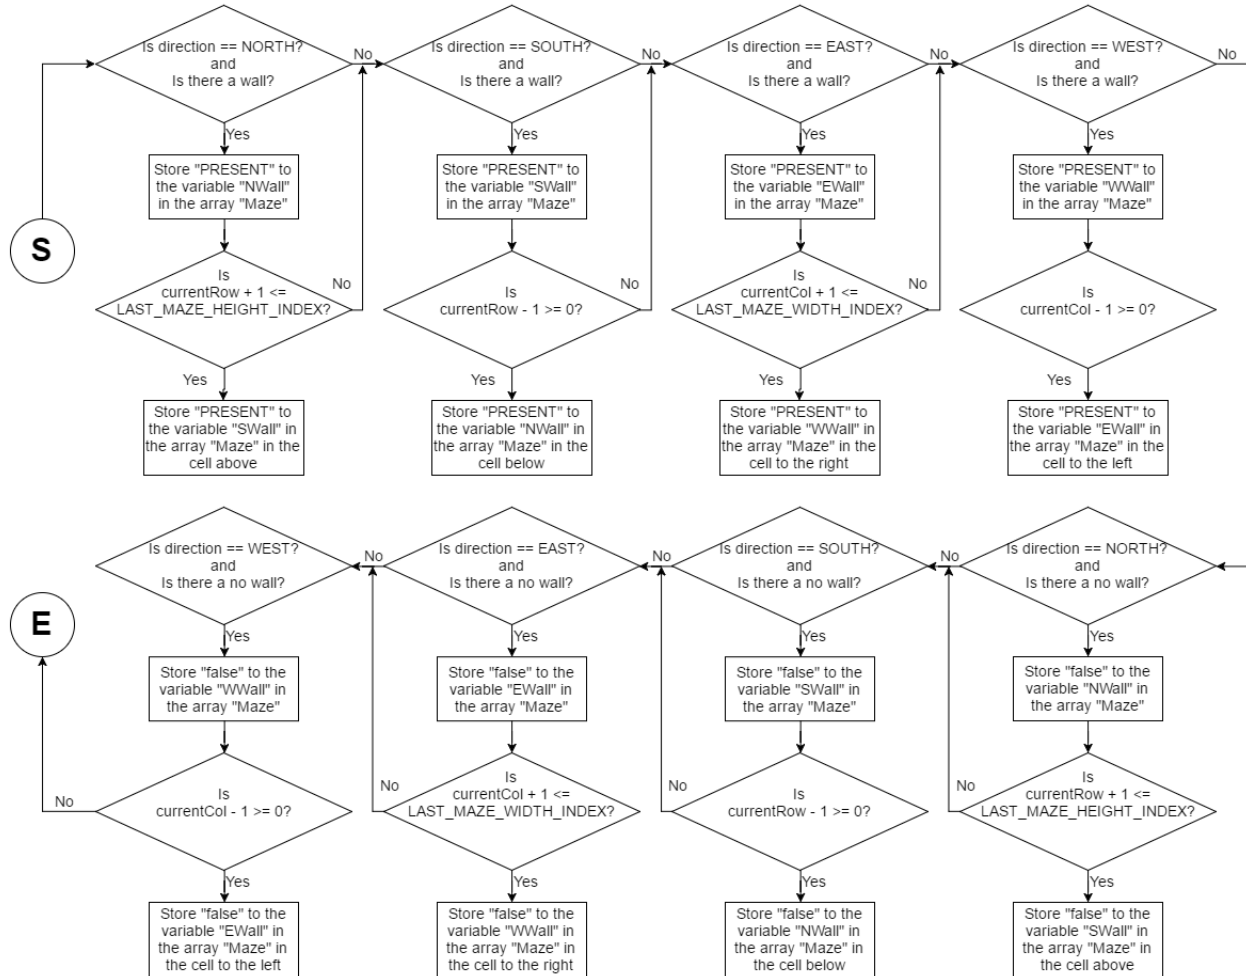 Is direction == NORTH?
and
Is there a wall?
No
Is direction == SOUTH?
and
Is there a wall?
No
Is direction == EAST?
and
Is there a wall?
No
Is direction == WEST?
and
Is there a wall?
No
Yes
Yes
Yes
Yes
Store "PRESENT" to
the variable "NWall"
in the array "Maze"
Store "PRESENT" to
the variable "SWall"
in the array "Maze"
Store "PRESENT" to
the variable "EWall"
in the array "Maze"
Store "PRESENT" to
the variable "WWall"
in the array "Maze"
S
Is
currentRow + 1 <=
LAST_MAZE_HEIGHT_INDEX?
No
Is
currentRow - 1 >= 0?
No
Is
currentCol + 1 <=
LAST_MAZE_WIDTH_INDEX?
No
Is
currentCol - 1 >= 0?
Yes
Yes
Yes
Yes
Store "PRESENT" to
the variable "SWall" in
the array "Maze" in the
cell above
Store "PRESENT" to
the variable "NWall" in
the array "Maze" in the
cell below
Store "PRESENT" to
the variable "WWall" in
the array "Maze" in the
cell to the right
Store "PRESENT" to
the variable "EWall" in
the array "Maze" in the
cell to the left
Is direction == WEST?
and
Is there a no wall?
No
Is direction == EAST?
and
Is there a no wall?
No
Is direction == SOUTH?
and
Is there a no wall?
No
Is direction == NORTH?
and
Is there a no wall?
E
Yes
Yes
Yes
Yes
Store "false" to the
variable "WWall" in
the array "Maze"
Store "false" to the
variable "EWall" in
the array "Maze"
Store "false" to the
variable "SWall" in
the array "Maze"
Store "false" to the
variable "NWall" in
the array "Maze"
No
Is
currentCol - 1 >= 0?
No
Is
currentCol + 1 <=
LAST_MAZE_WIDTH_INDEX?
No
Is
currentRow - 1 >= 0?
No
Is
currentRow + 1 <=
LAST_MAZE_HEIGHT_INDEX?
Yes
Yes
Yes
Yes
Store "false" to the
variable "EWall" in
the array "Maze" in
the cell to the left
Store "false" to the
variable "WWall" in
the array "Maze" in
the cell to the right
Store "false" to the
variable "NWall" in
the array "Maze" in
the cell below
Store "false" to the
variable "SWall" in
the array "Maze" in
the cell above